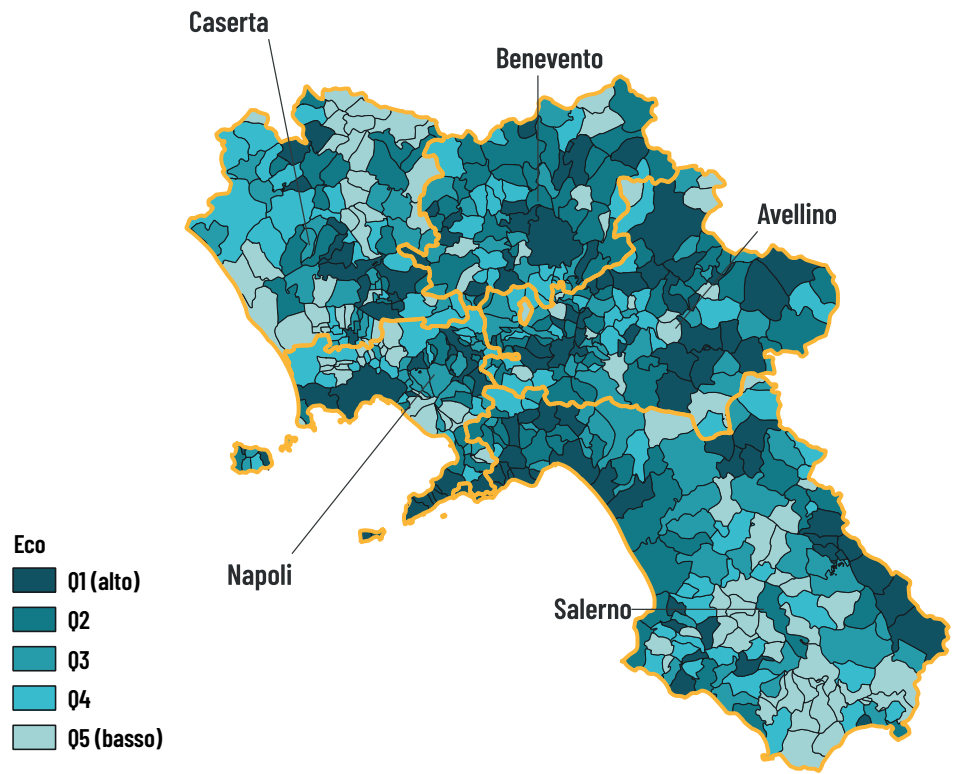 Caserta
Benevento
Avellino
Napoli
Salerno
Eco
Q1 (alto)
Q2
Q3
Q4
Q5 (basso)